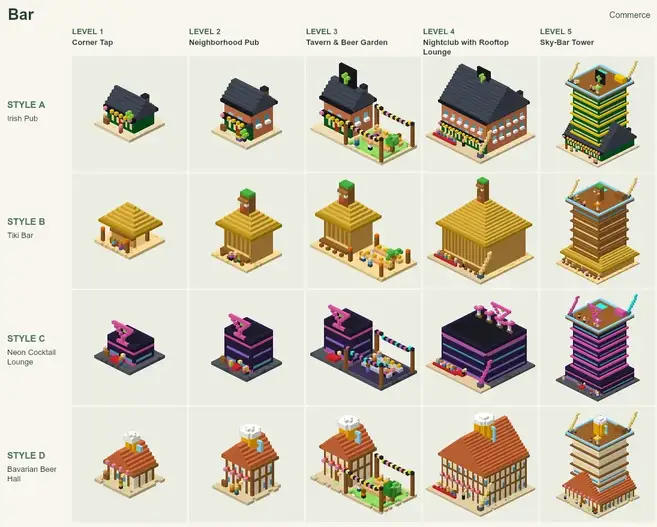 Bar
Commerce
LEVEL 1
Corner Tap
LEVEL 2
Neighborhood Pub
LEVEL 3
Tavern & Beer Garden
LEVEL 4
Nightclub with Rooftop
Lounge
LEVEL 5
Sky-Bar Tower
STYLE A
Irish Pub
STYLE B
Tiki Bar
STYLE C
Neon Cocktail
Lounge
STYLE D
Bavarian Beer
Hall